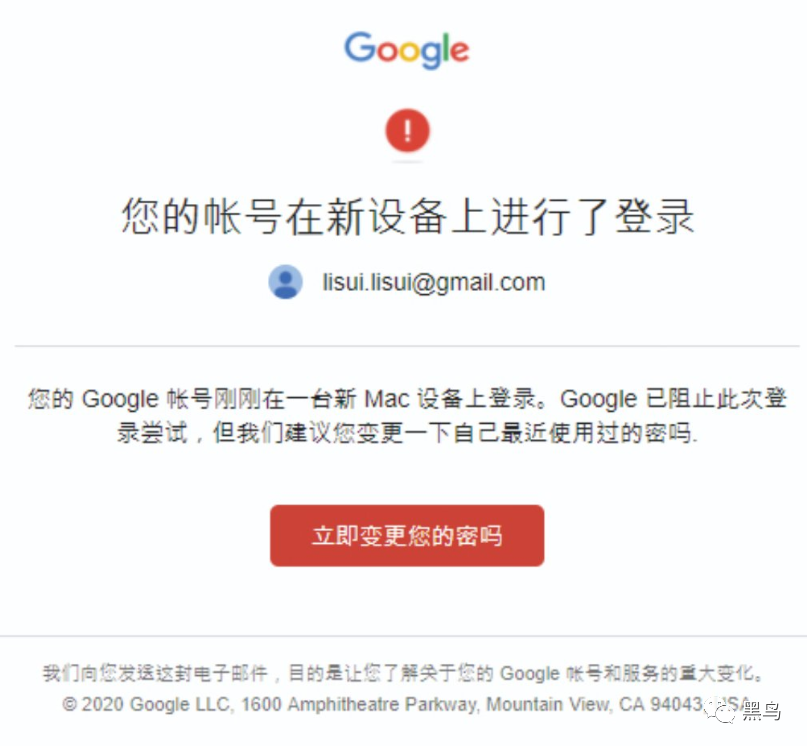 Google
您的帐号在新设备上进行了登录
lisui.lisui@gmail.com
您的 Google 帐号刚刚在一台新 Mac 设备上登录。Google 已阻止此次登
录尝试，但我们建议您变更一下自己最近使用过的密吗.
立即变更您的密吗
我们向您发送这封电子邮件，目的是让您了解关于您的 Google 帐号和服务的重大变化。
© 2020 Google LLC, 1600 Amphitheatre Parkway, Mountain View, CA 94043, USA
黑鸟